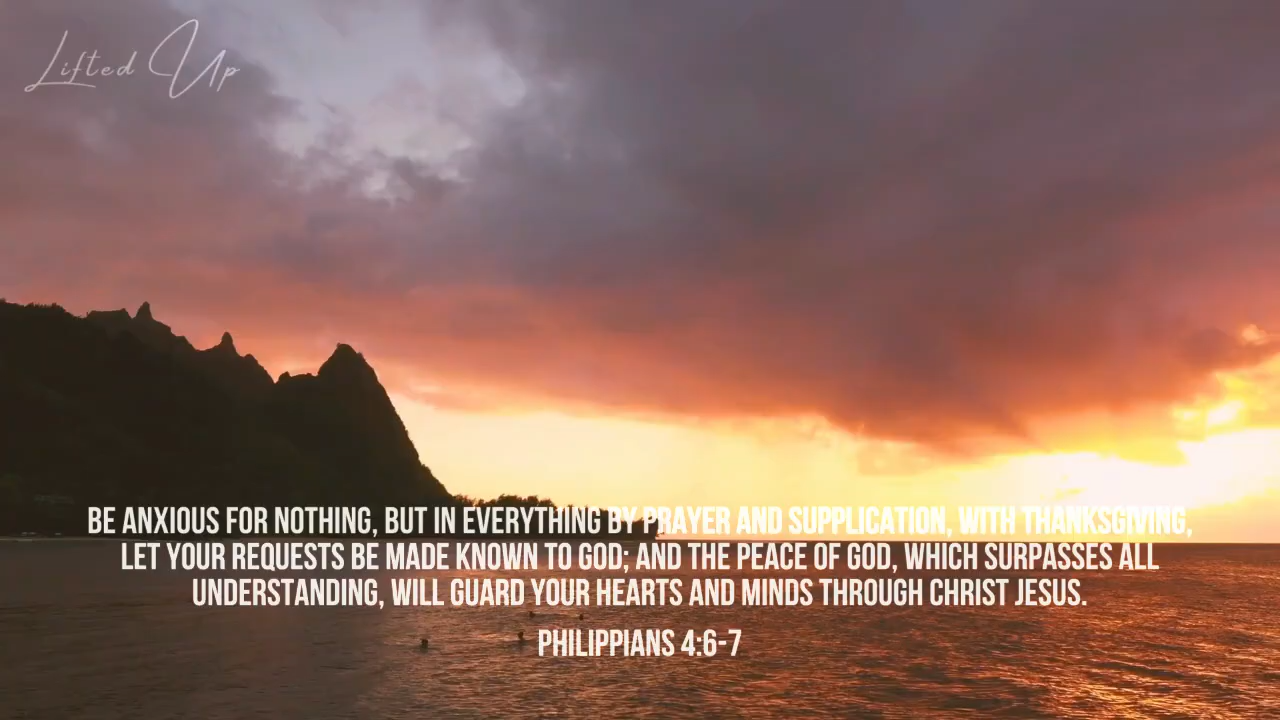 Lifted Up
BE ANXIOUS FOR NOTHING, BUT IN EVERYTHING BY PRAYER AND SUPPLICATION, WITH THANKSGIVING,
LET YOUR REQUESTS BE MADE KNOWN TO GOD; AND THE PEACE OF GOD, WHICH SURPASSES ALL
UNDERSTANDING, WILL GUARD YOUR HEARTS AND MINDS THROUGH CHRIST JESUS.
PHILIPPIANS 4:6-7